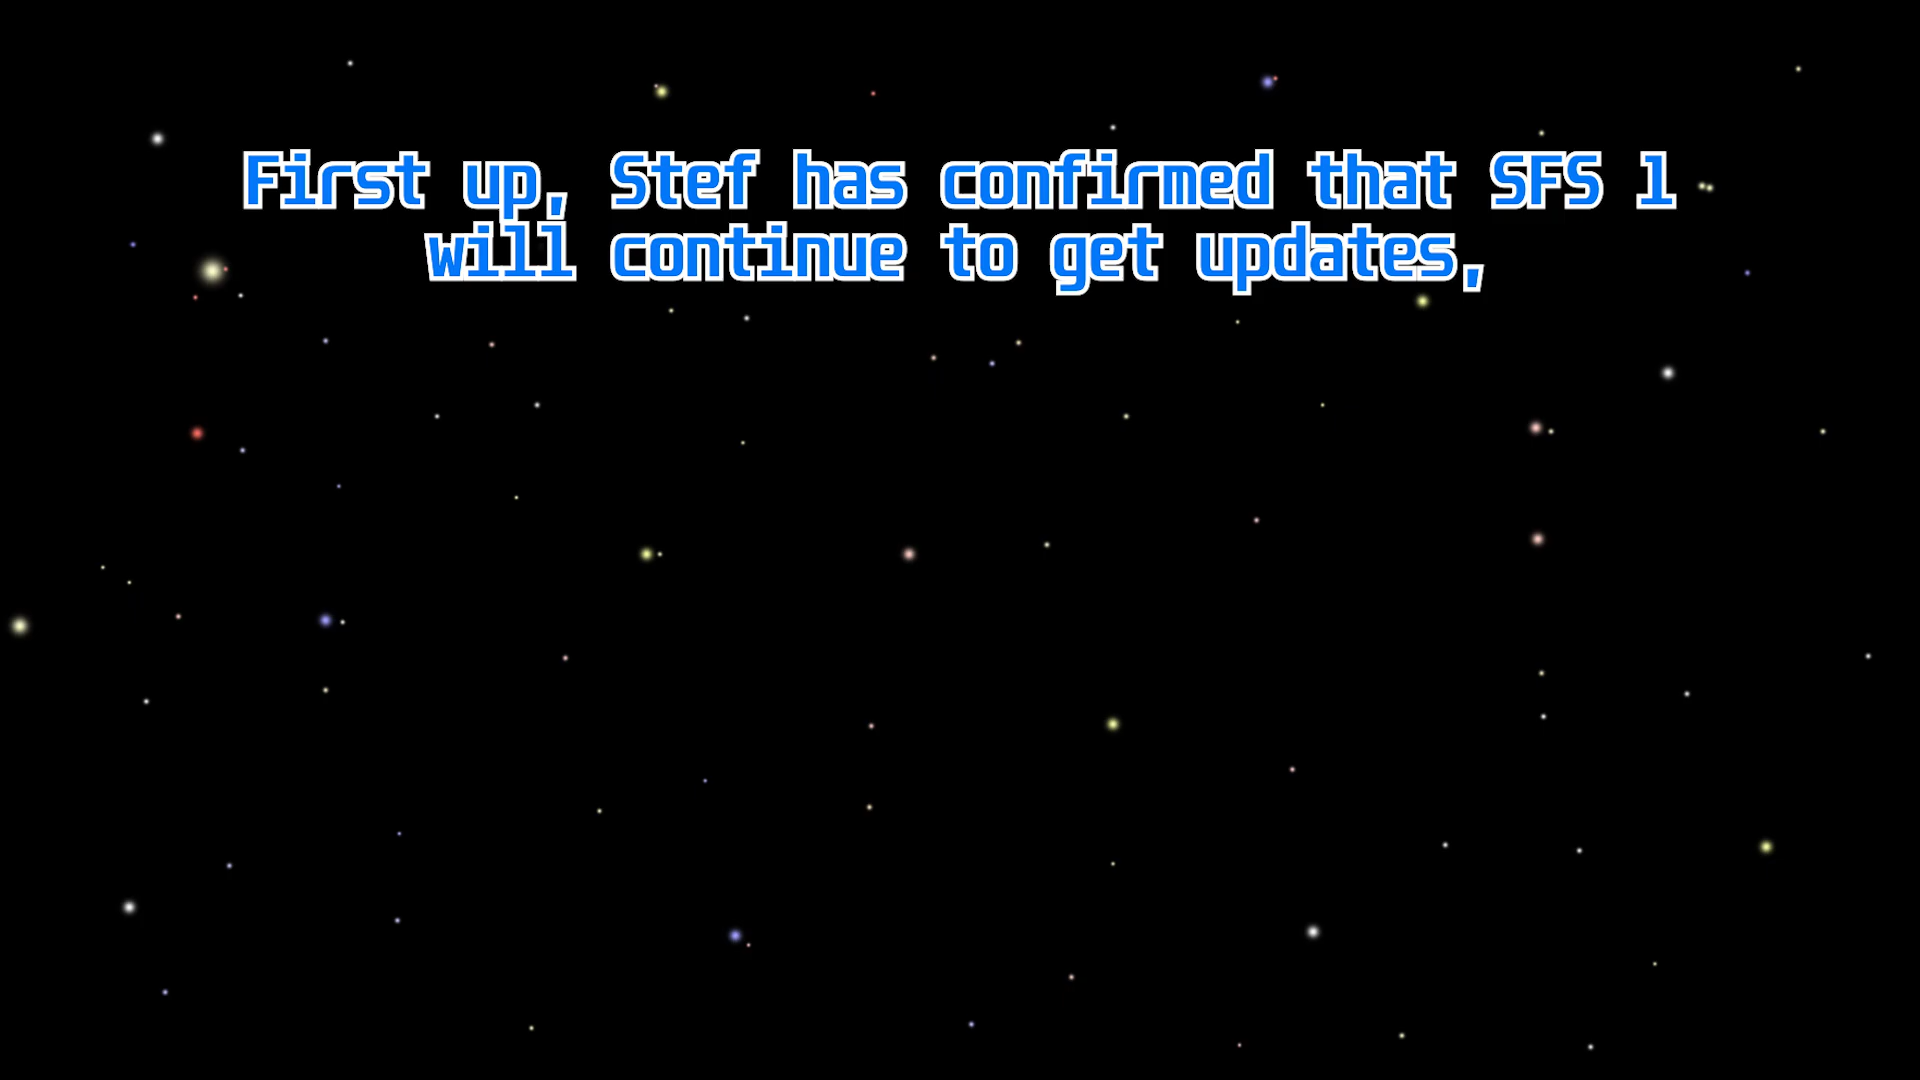 First up, Stef has confirmed that SFS 1
will continue to get updates,